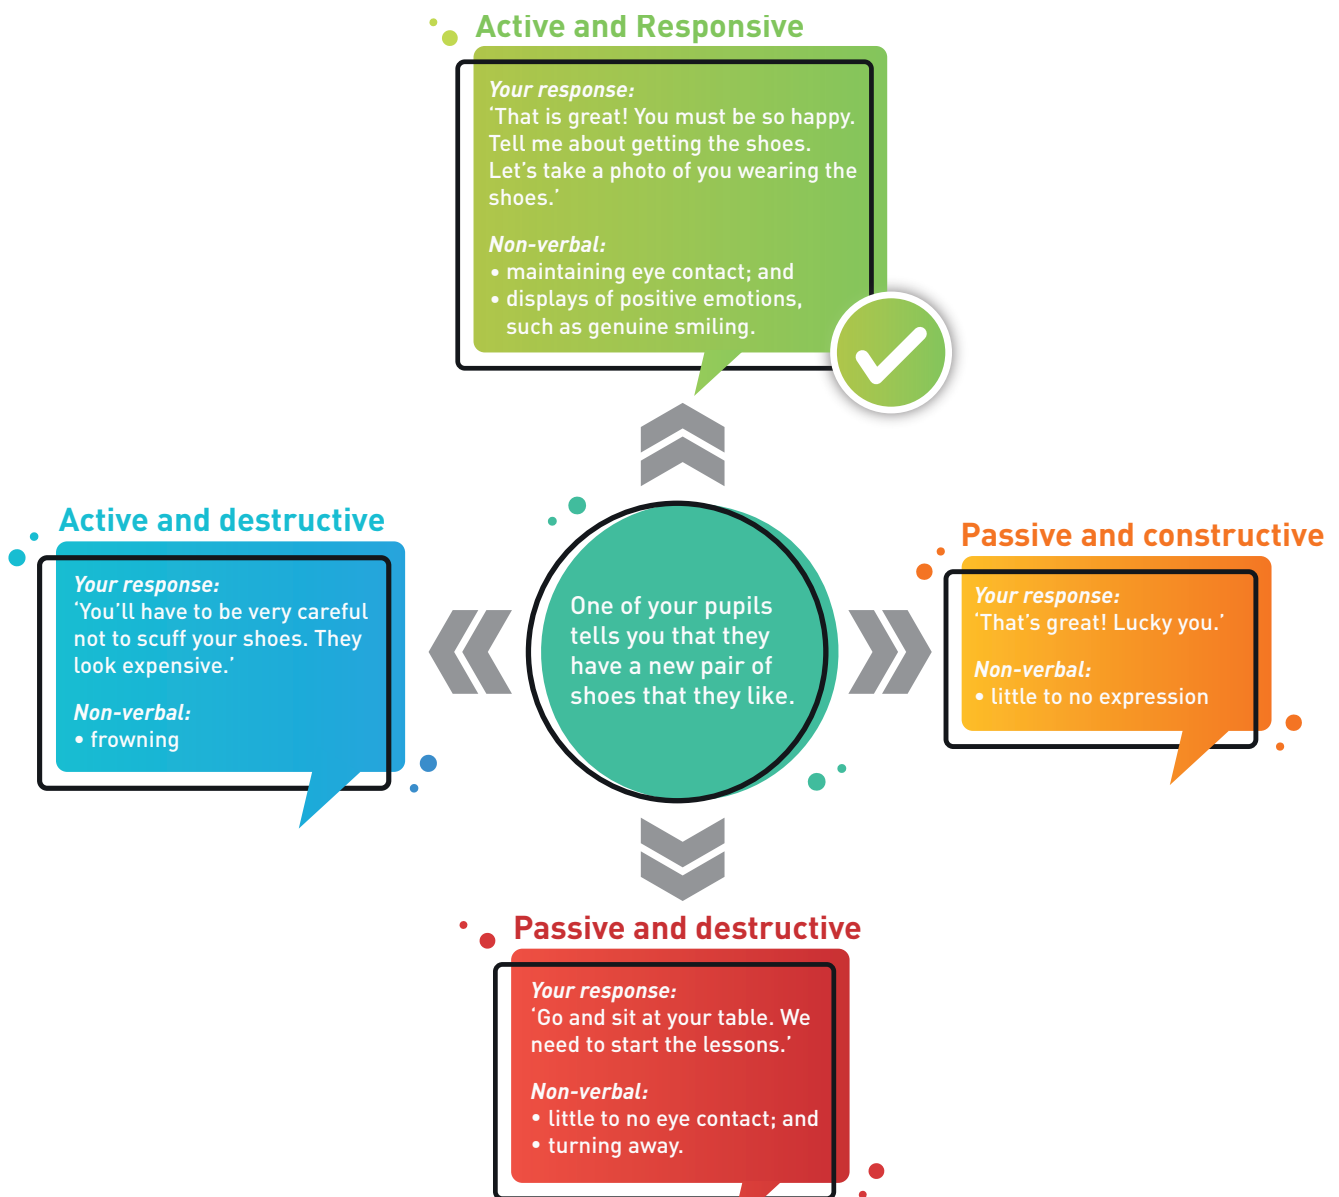 Active and Responsive
Your response:
‘That is great! You must be so happy.
Tell me about getting the shoes.
Let’s take a photo of you wearing the
shoes.’
Non-verbal:
• maintaining eye contact; and
• displays of positive emotions,
such as genuine smiling.
Active and destructive
Your response:
‘You’ll have to be very careful
not to scuff your shoes. They
look expensive.’
Non-verbal:
• frowning
One of your pupils
tells you that they
have a new pair of
shoes that they like.
Passive and constructive
Your response:
‘That’s great! Lucky you.’
Non-verbal:
• little to no expression
Passive and destructive
Your response:
‘Go and sit at your table. We
need to start the lessons.’
Non-verbal:
• little to no eye contact; and
• turning away.